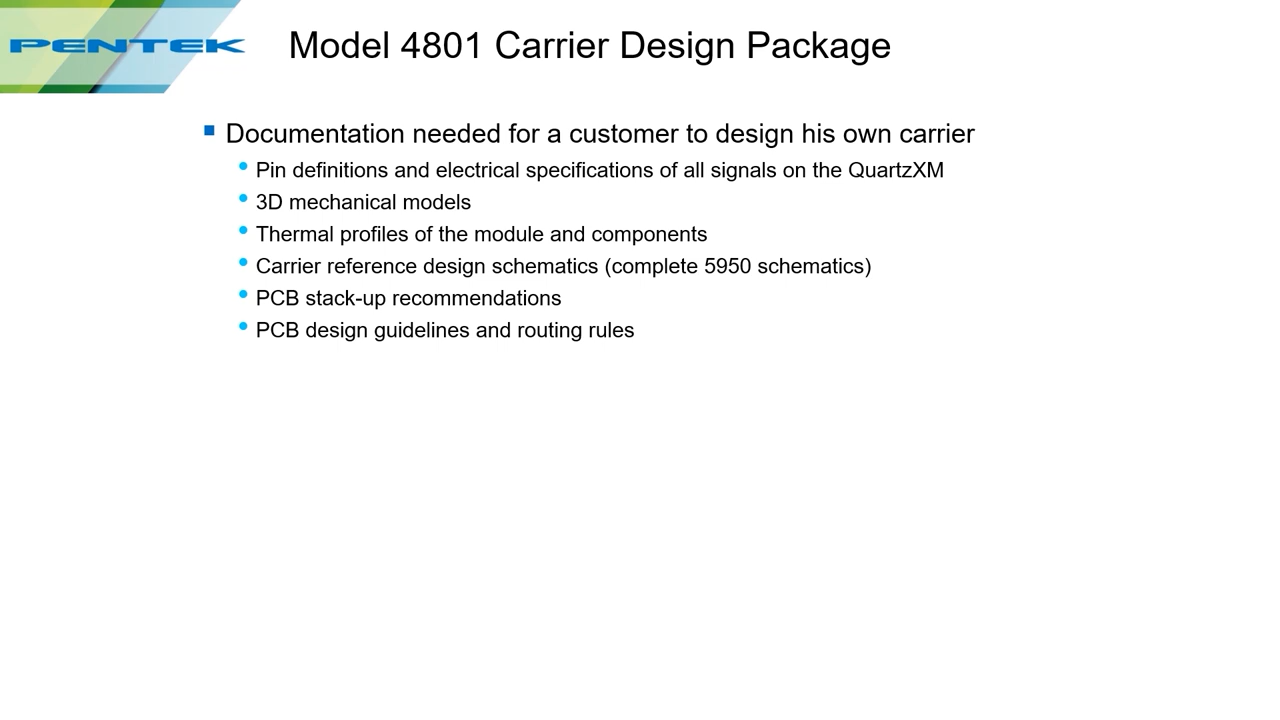 PENTEK
Model 4801 Carrier Design Package
Documentation needed for a customer to design his own carrier
Pin definitions and electrical specifications of all signals on the QuartzXM
3D mechanical models
Thermal profiles of the module and components
Carrier reference design schematics (complete 5950 schematics)
PCB stack-up recommendations
PCB design guidelines and routing rules